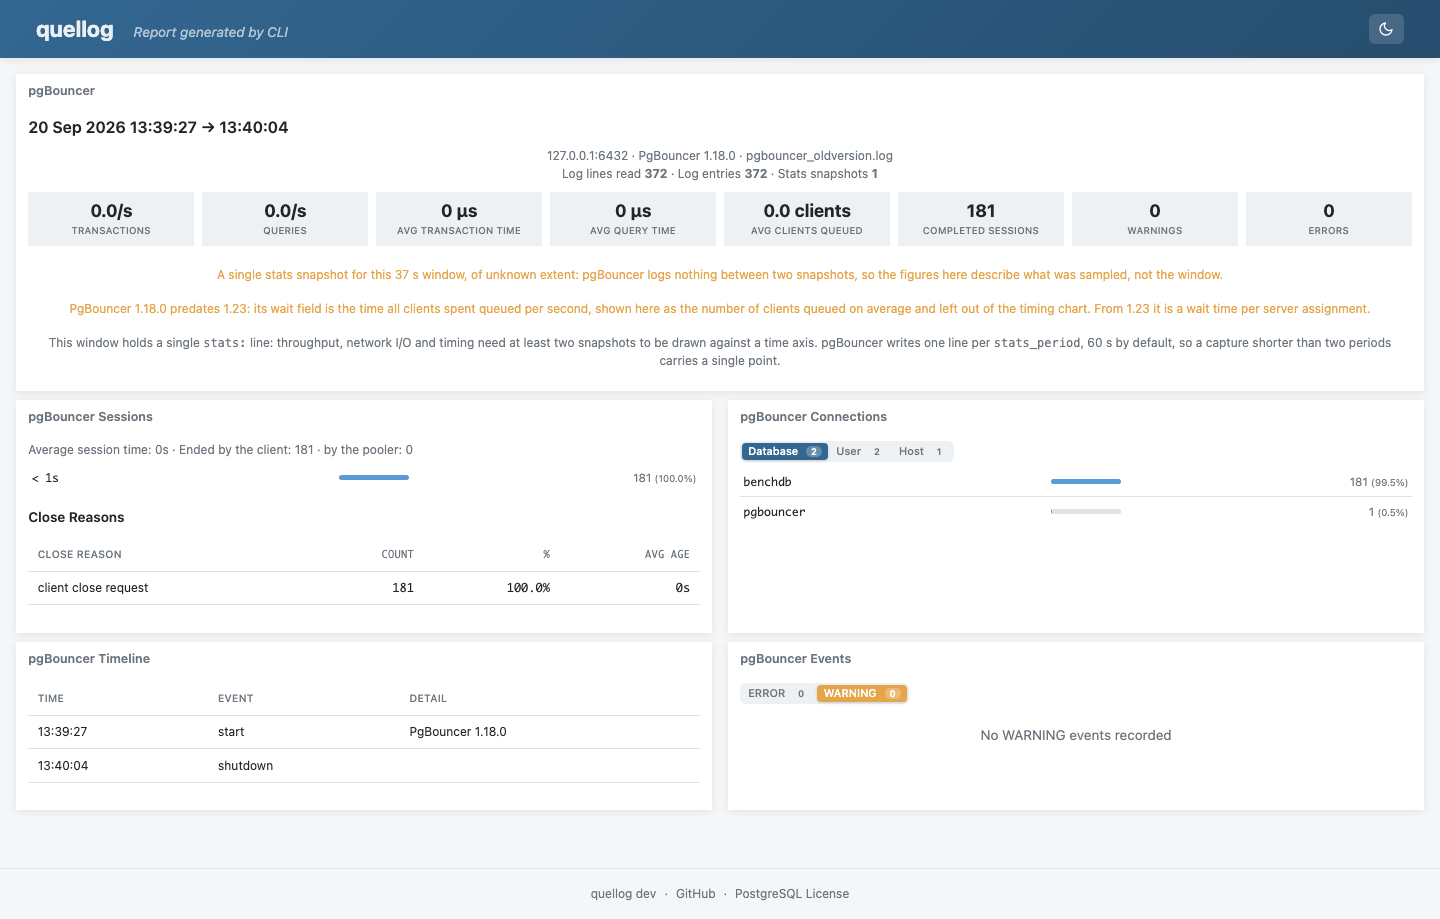 quellog Report generated by CLI
pgBouncer
20 Sep 2026 13:39:27 → 13:40:04
127.0.0.1:6432 · PgBouncer 1.18.0 · pgbouncer_oldversion.log
Log lines read 372 · Log entries 372 · Stats snapshots 1
0.0/s 0.0/s 0 µs 0 µs 0.0 clients 181 0 0
TRANSACTIONS QUERIES AVG TRANSACTION TIME AVG QUERY TIME AVG CLIENTS QUEUED COMPLETED SESSIONS WARNINGS ERRORS
A single stats snapshot for this 37 s window, of unknown extent: pgBouncer logs nothing between two snapshots, so the figures here describe what was sampled, not the window.
PgBouncer 1.18.0 predates 1.23: its wait field is the time all clients spent queued per second, shown here as the number of clients queued on average and left out of the timing chart. From 1.23 it is a wait time per server assignment.
This window holds a single stats: line: throughput, network I/O and timing need at least two snapshots to be drawn against a time axis. pgBouncer writes one line per stats_period, 60 s by default, so a capture shorter than two periods
carries a single point.
pgBouncer Sessions
Average session time: 0s · Ended by the client: 181 · by the pooler: 0
< 1s 181 (100.0%)
Close Reasons
CLOSE REASON COUNT % AVG AGE
client close request 181 100.0% 0s
pgBouncer Connections
Database 2 User 2 Host 1
benchdb 181 (99.5%)
pgbouncer 1 (0.5%)
pgBouncer Timeline
TIME EVENT DETAIL
13:39:27 start PgBouncer 1.18.0
13:40:04 shutdown
pgBouncer Events
ERROR 0 WARNING 0
No WARNING events recorded
quellog dev · GitHub · PostgreSQL License